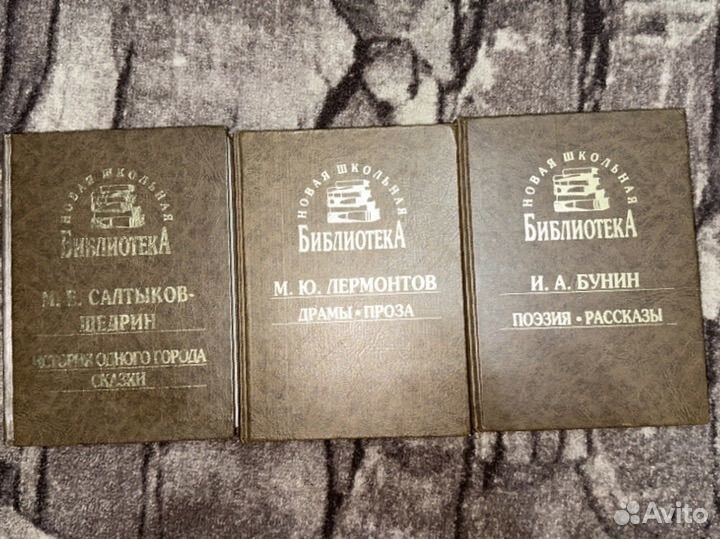 НОВАЯ ШКОЛЬНАЯ
БИБЛИОТЕКА
М. Е. САЛТЫКОВ-
ЩЕДРИН
ИСТОРИЯ ОДНОГО ГОРОДА
СКАЗКИ
НОВАЯ ШКОЛЬНАЯ
БИБЛИОТЕКА
М. Ю. ЛЕРМОНТОВ
ДРАМЫ • ПРОЗА
НОВАЯ ШКОЛЬНАЯ
БИБЛИОТЕКА
И. А. БУНИН
ПОЭЗИЯ • РАССКАЗЫ
Avito